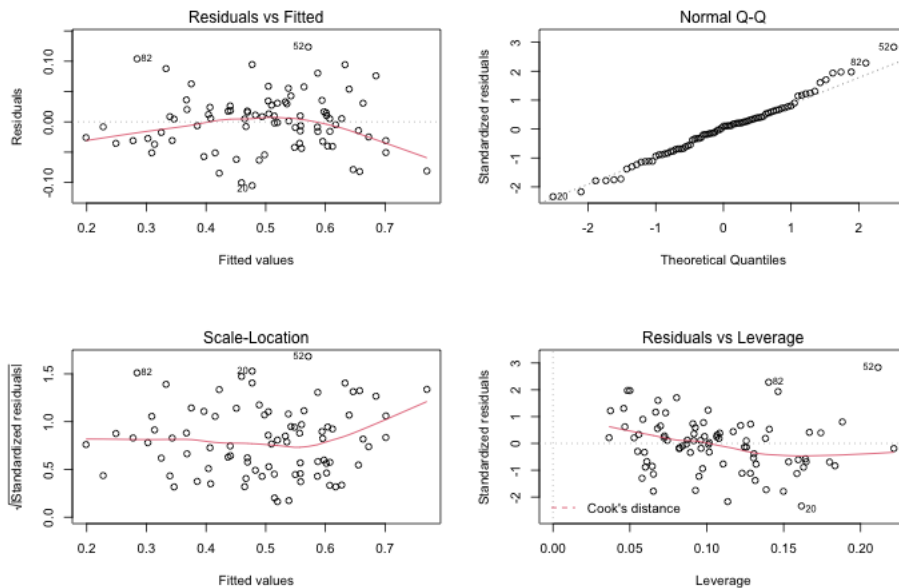 Residuals vs Fitted
Residuals
0.10
0.00
-0.10
82
52
20
0.2 0.3 0.4 0.5 0.6 0.7
Fitted values
Normal Q-Q
Standardized residuals
3
2
1
0
-1
-2
52
82
20
-2 -1 0 1 2
Theoretical Quantiles
Scale-Location
√|Standardized residuals|
1.5
1.0
0.5
0.0
82
20
52
0.2 0.3 0.4 0.5 0.6 0.7
Fitted values
Residuals vs Leverage
Standardized residuals
3
2
1
0
-1
-2
52
82
20
Cook's distance
0.00 0.05 0.10 0.15 0.20
Leverage